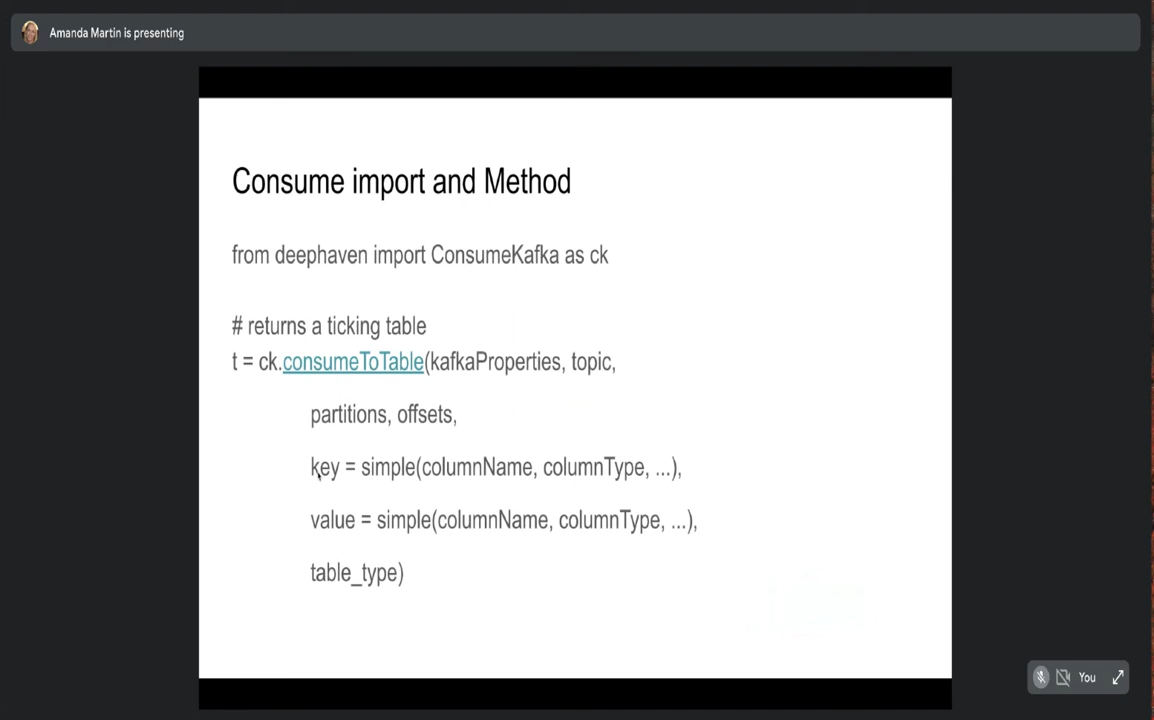 Amanda Martin is presenting
Consume import and Method
from deephaven import ConsumeKafka as ck
# returns a ticking table
t = ck.consumeToTable(kafkaProperties, topic,
partitions, offsets,
key = simple(columnName, columnType, ...),
value = simple(columnName, columnType, ...),
table_type)
You